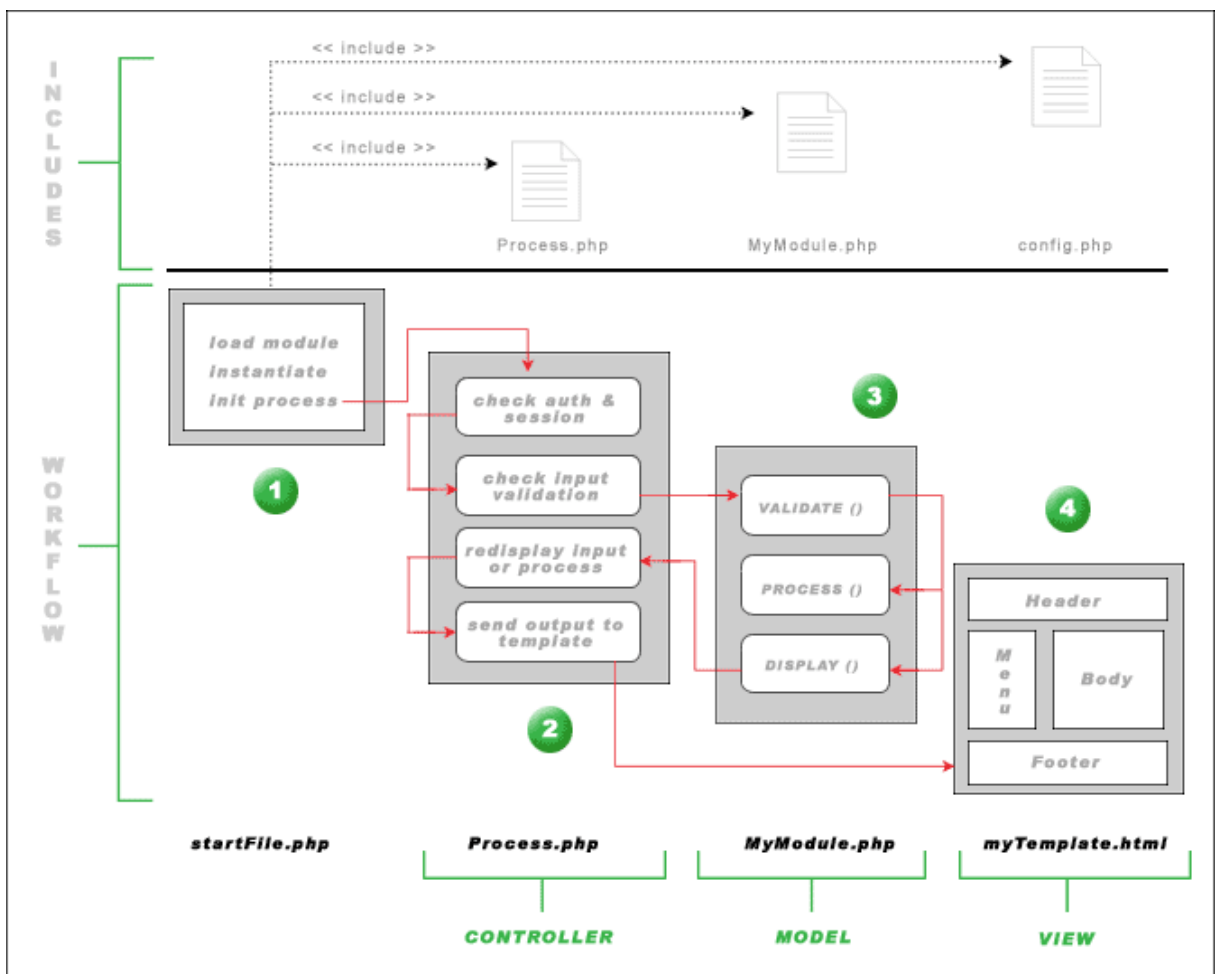 INCLUDES
<< include >>
<< include >>
<< include >>
Process.php
MyModule.php
config.php
WORKFLOW
load module
instantiate
init process
1
check auth &
session
check input
validation
redisplay input
or process
send output to
template
2
3
VALIDATE ()
PROCESS ()
DISPLAY ()
4
Header
Menu
Body
Footer
startFile.php
Process.php
MyModule.php
myTemplate.html
CONTROLLER
MODEL
VIEW